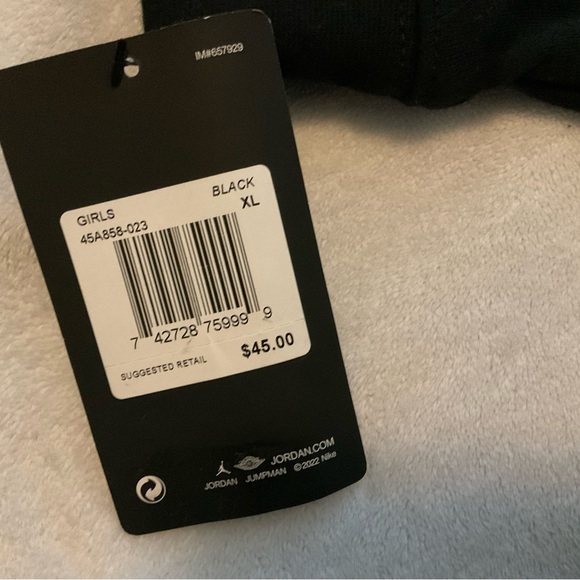 IM#657929
GIRLS BLACK
45A858-023 XL
7 42728 75999 9
SUGGESTED RETAIL $45.00
JORDAN.COM
JORDAN JUMPMAN ©2022 Nike